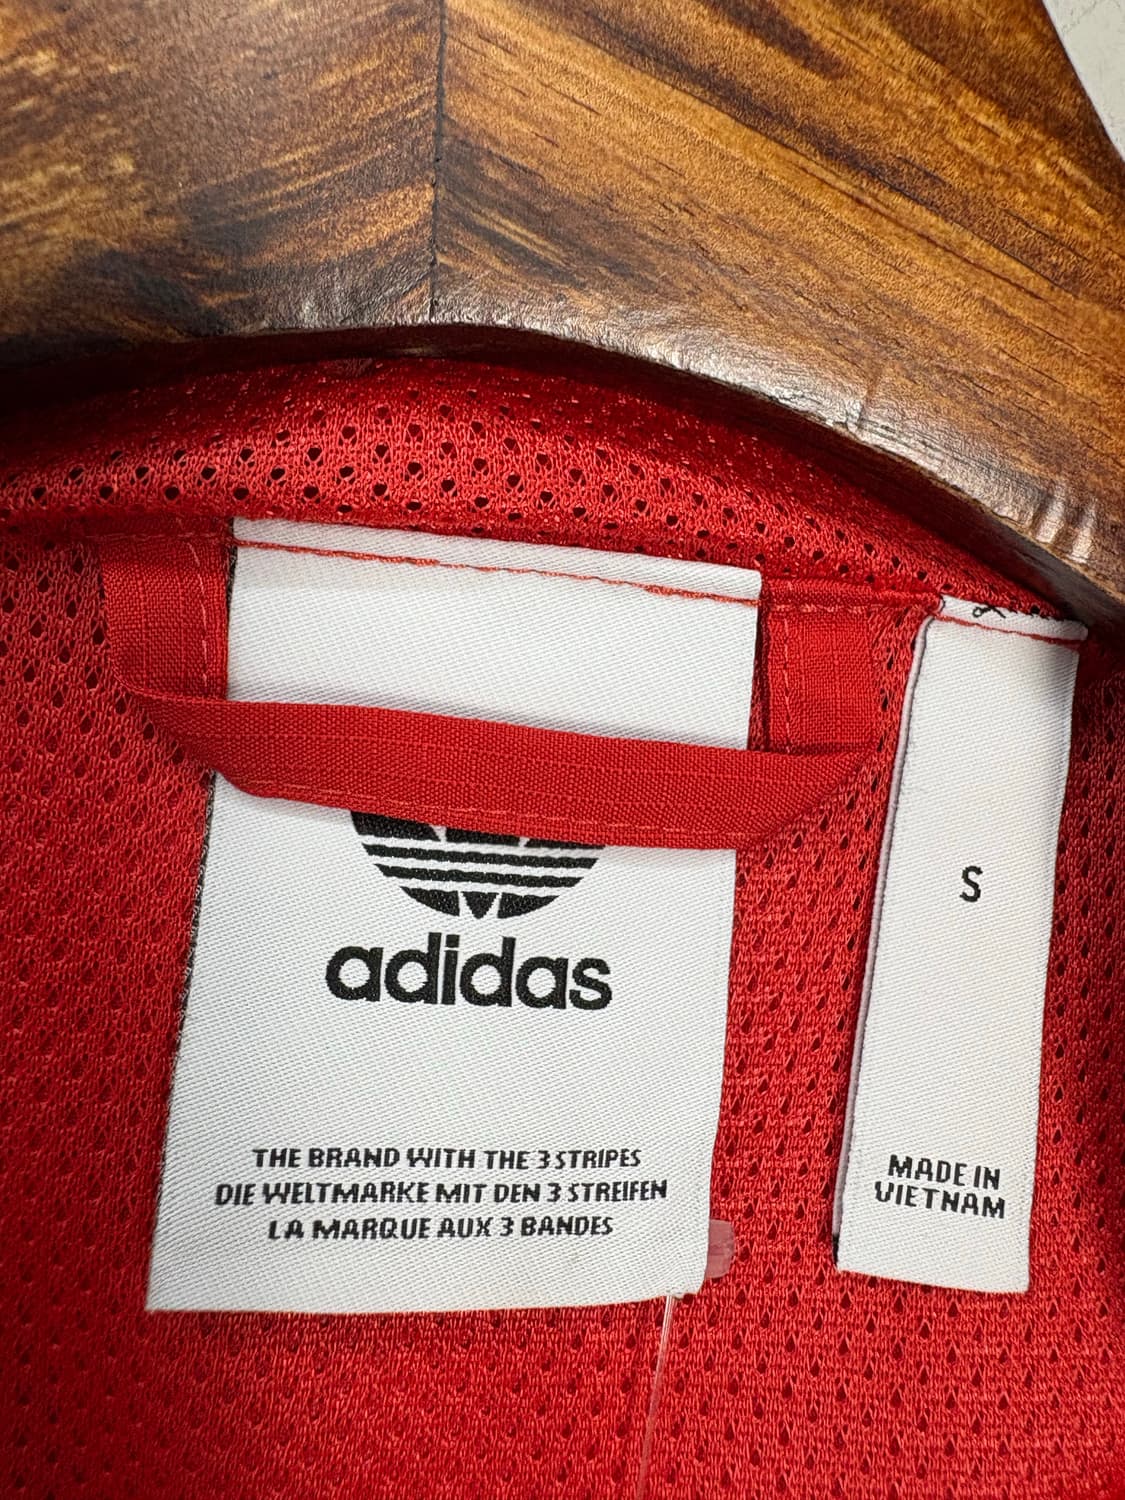 adidas
THE BRAND WITH THE 3 STRIPES
DIE WELTMARKE MIT DEN 3 STREIFEN
LA MARQUE AUX 3 BANDES
S
MADE IN
VIETNAM